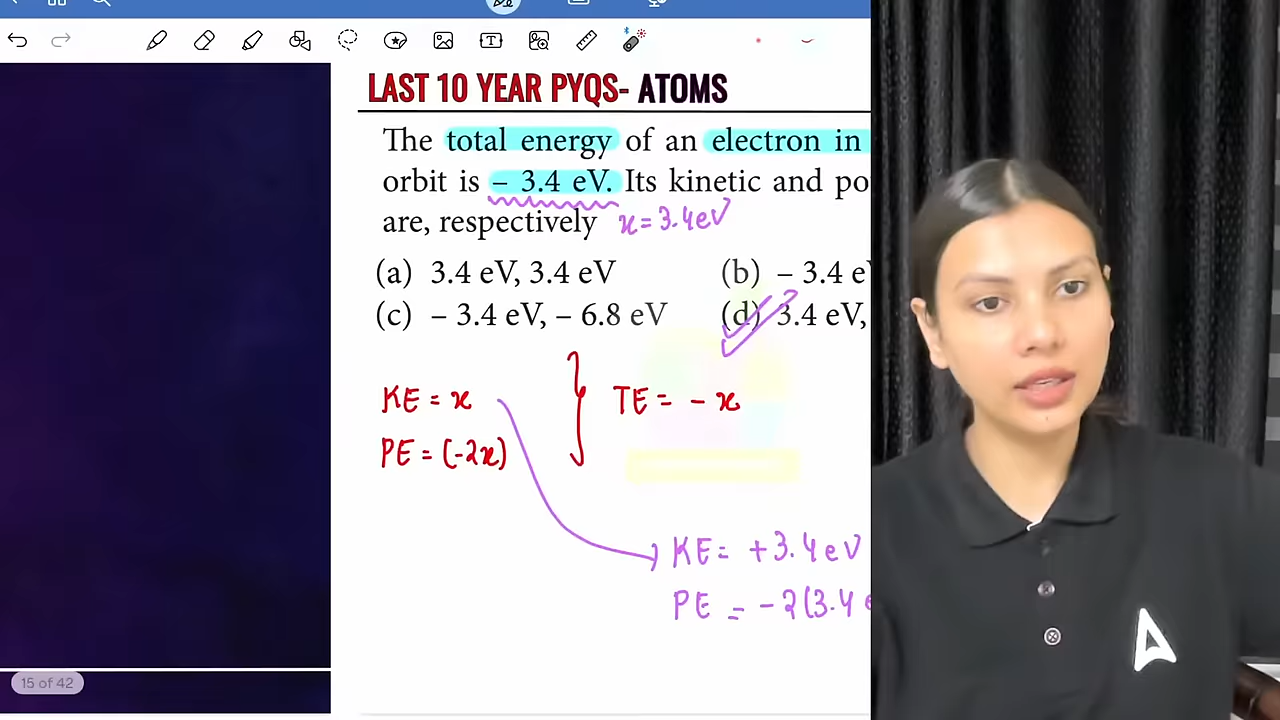 LAST 10 YEAR PYQS- ATOMS
The total energy of an electron in
orbit is – 3.4 eV. Its kinetic and po
are, respectively x = 3.4eV
(a) 3.4 eV, 3.4 eV (b) – 3.4 eV
(c) – 3.4 eV, – 6.8 eV (d) 3.4 eV,
KE = x } TE = - x
PE = (-2x)
KE = +3.4 eV
PE = -2(3.4 e
15 of 42